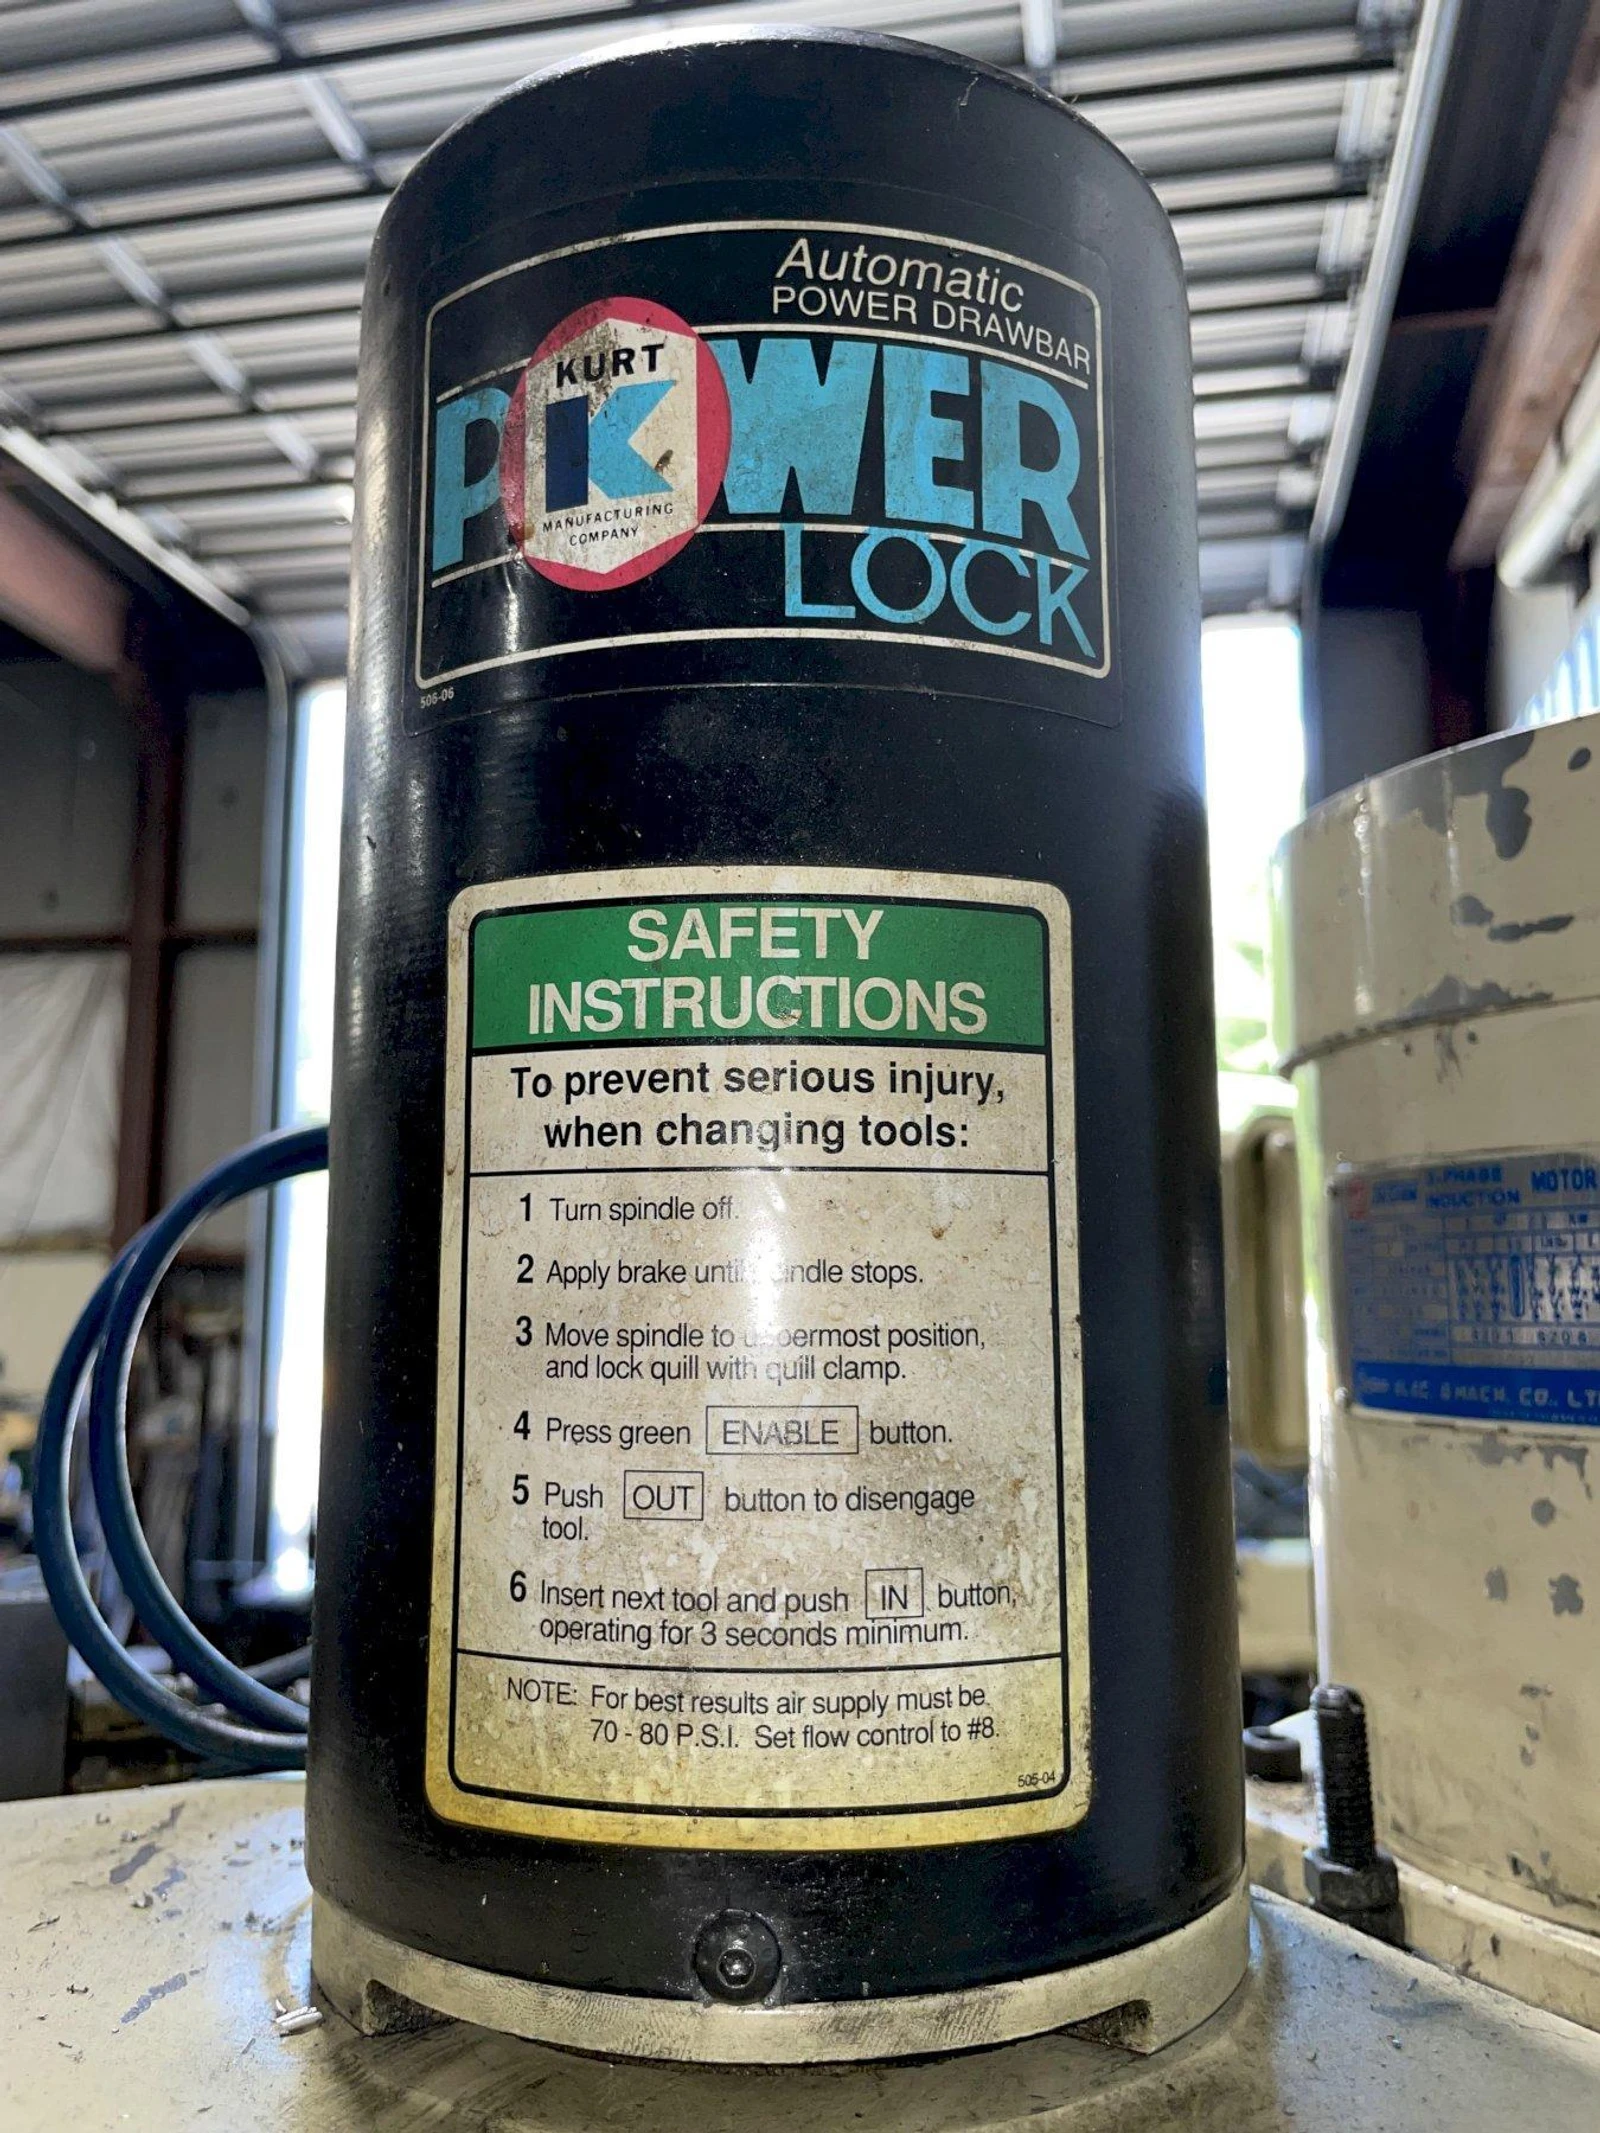 Automatic
POWER DRAWBAR
KURT
POWER
K
MANUFACTURING
COMPANY
LOCK
506-06
SAFETY
INSTRUCTIONS
To prevent serious injury,
when changing tools:
1 Turn spindle off.
2 Apply brake until spindle stops.
3 Move spindle to uppermost position,
and lock quill with quill clamp.
4 Press green ENABLE button.
5 Push OUT button to disengage
tool.
6 Insert next tool and push IN button,
operating for 3 seconds minimum.
NOTE: For best results air supply must be
70 - 80 P.S.I. Set flow control to #8.
505-04
3-PHASE
INDUCTION MOTOR
& MACH. CO., LT